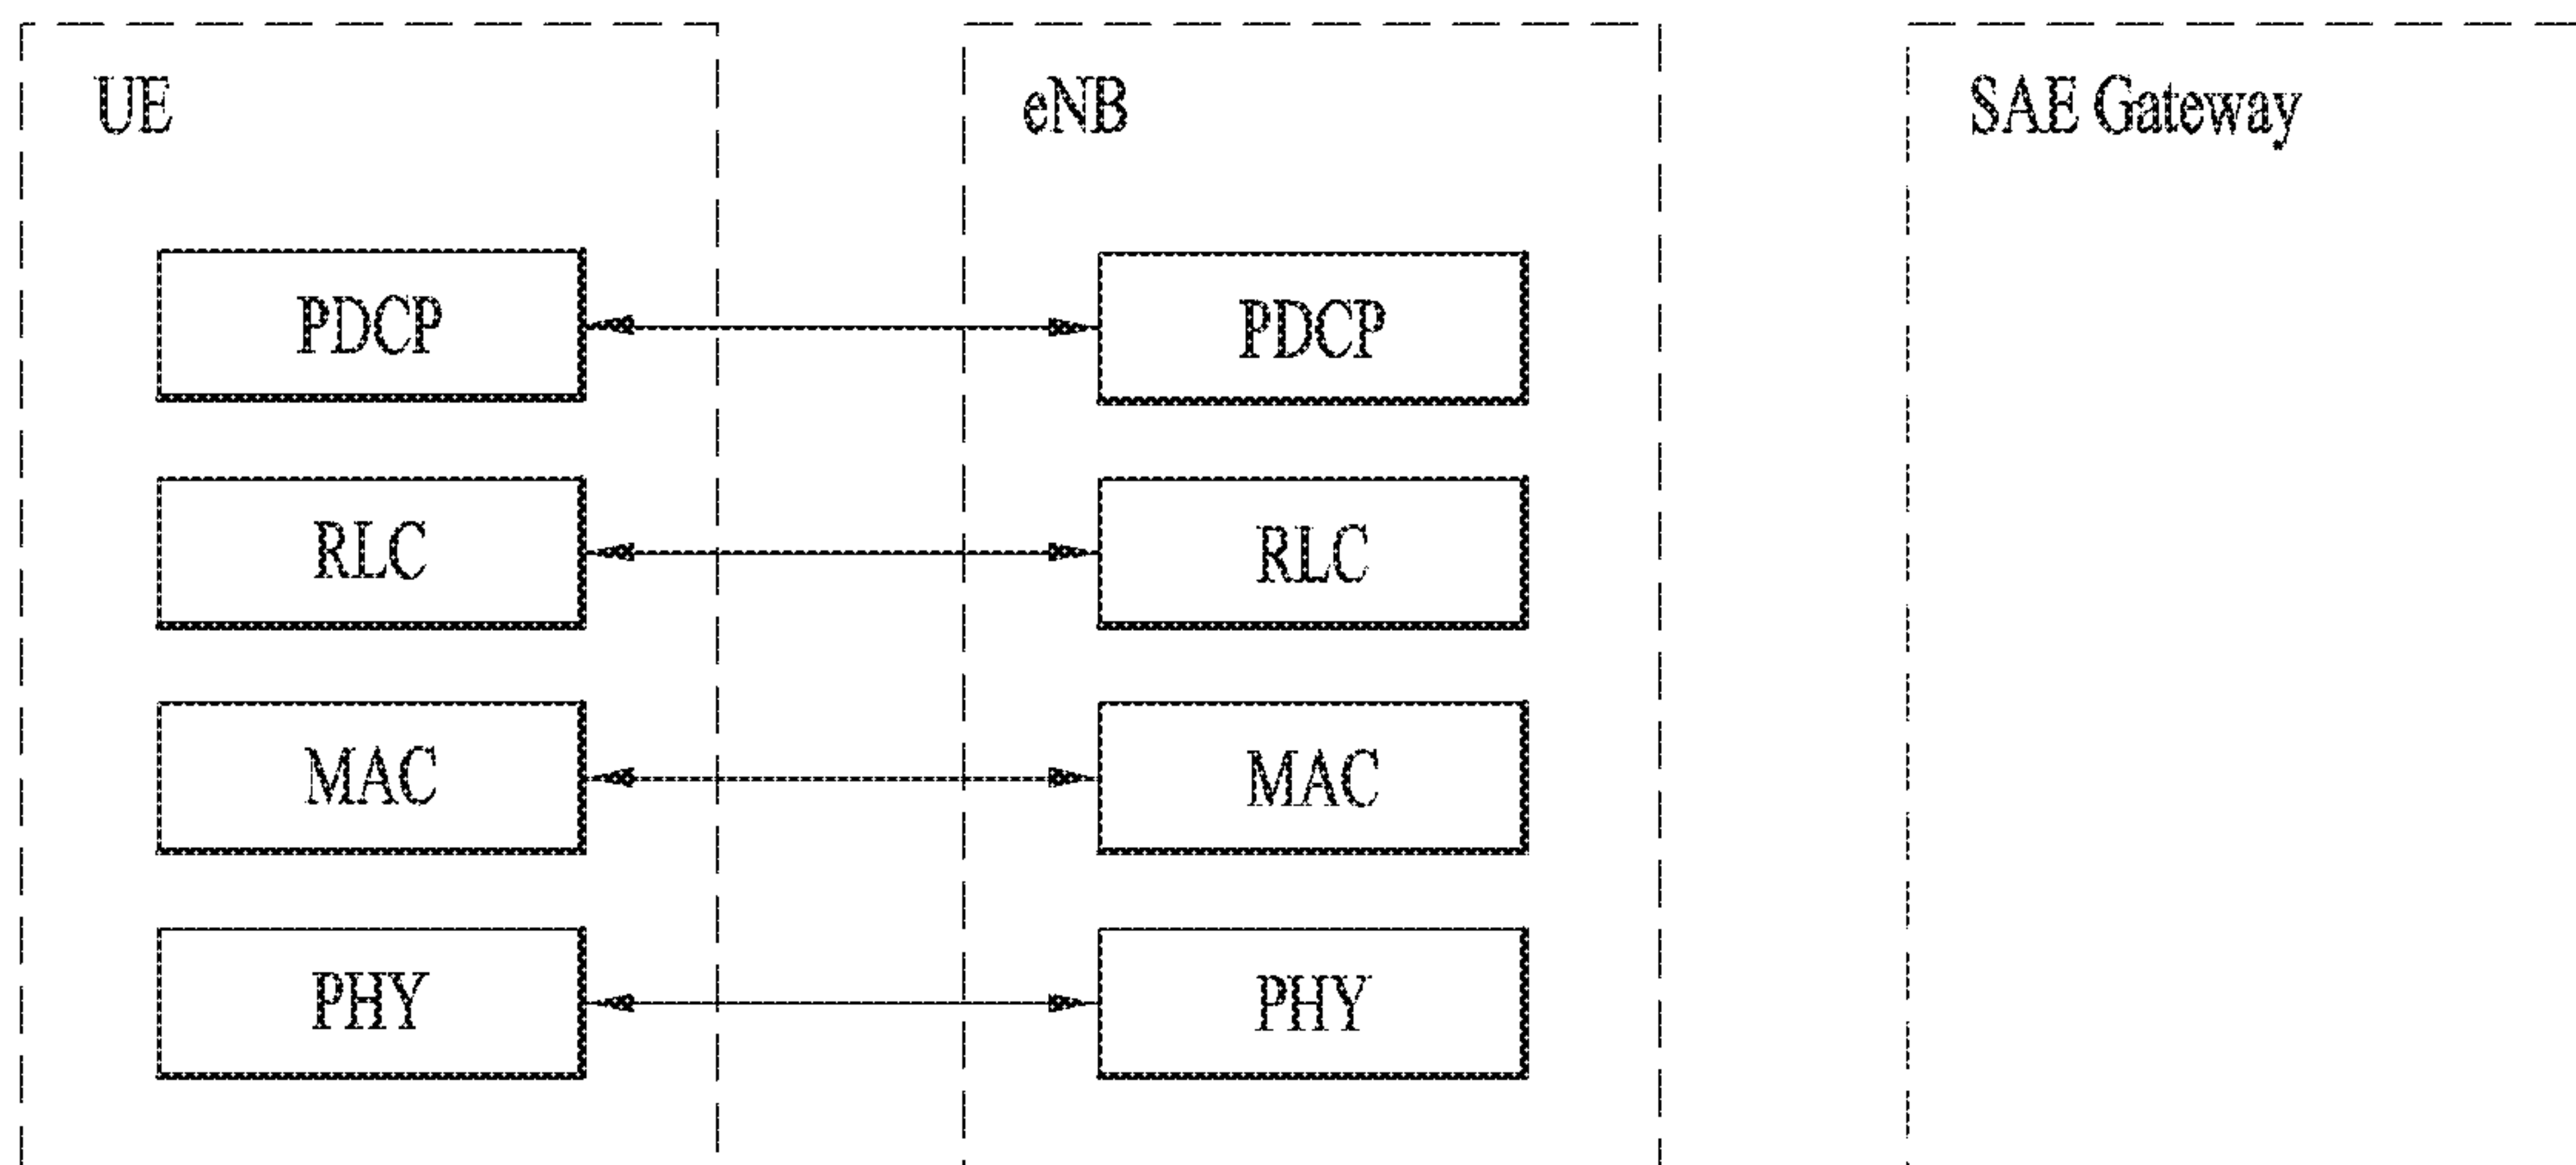 UE
eNB
SAE Gateway
PDCP
PDCP
RLC
RLC
MAC
MAC
PHY
PHY